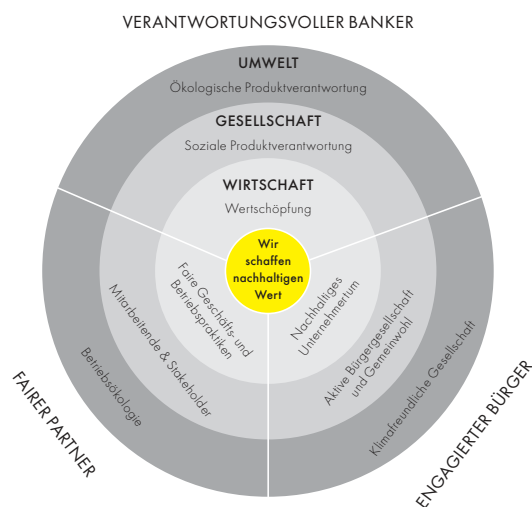 VERANTWORTUNGSVOLLER BANKER
UMWELT
Ökologische Produktverantwortung
GESELLSCHAFT
Soziale Produktverantwortung
WIRTSCHAFT
Wertschöpfung
Wir
schaffen
nachhaltigen
Wert
Faire Geschäfts- und
Betriebspraktiken
Mitarbeitende & Stakeholder
Betriebsökologie
FAIRER PARTNER
Nachhaltiges
Unternehmertum
Aktive Bürgergesellschaft
und Gemeinwohl
Klimafreundliche Gesellschaft
ENGAGIERTER BÜRGER